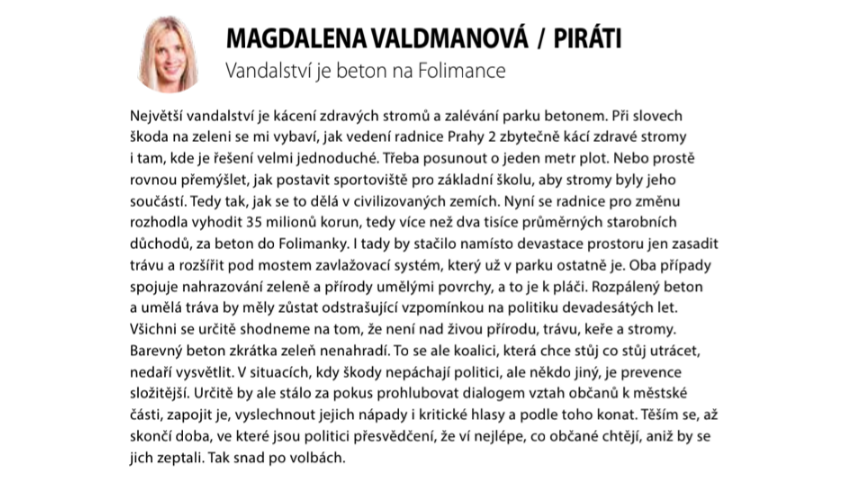 MAGDALENA VALDMANOVÁ / PIRÁTI
Vandalství je beton na Folimance
Největší vandalství je kácení zdravých stromů a zalévání parku betonem. Při slovech
škoda na zeleni se mi vybaví, jak vedení radnice Prahy 2 zbytečně kácí zdravé stromy
i tam, kde je řešení velmi jednoduché. Třeba posunout o jeden metr plot. Nebo prostě
rovnou přemýšlet, jak postavit sportoviště pro základní školu, aby stromy byly jeho
součástí. Tedy tak, jak se to dělá v civilizovaných zemích. Nyní se radnice pro změnu
rozhodla vyhodit 35 milionů korun, tedy více než dva tisíce průměrných starobních
důchodů, za beton do Folimanky. I tady by stačilo namísto devastace prostoru jen zasadit
trávu a rozšířit pod mostem zavlažovací systém, který už v parku ostatně je. Oba případy
spojuje nahrazování zeleně a přírody umělými povrchy, a to je k pláči. Rozpálený beton
a umělá tráva by měly zůstat odstrašující vzpomínkou na politiku devadesátých let.
Všichni se určitě shodneme na tom, že není nad živou přírodu, trávu, keře a stromy.
Barevný beton zkrátka zeleň nenahradí. To se ale koalici, která chce stůj co stůj utrácet,
nedaří vysvětlit. V situacích, kdy škody nepáchají politici, ale někdo jiný, je prevence
složitější. Určitě by ale stálo za pokus prohlubovat dialogem vztah občanů k městské
části, zapojit je, vyslechnout jejich nápady i kritické hlasy a podle toho konat. Těším se, až
skončí doba, ve které jsou politici přesvědčení, že ví nejlépe, co občané chtějí, aniž by se
jich zeptali. Tak snad po volbách.